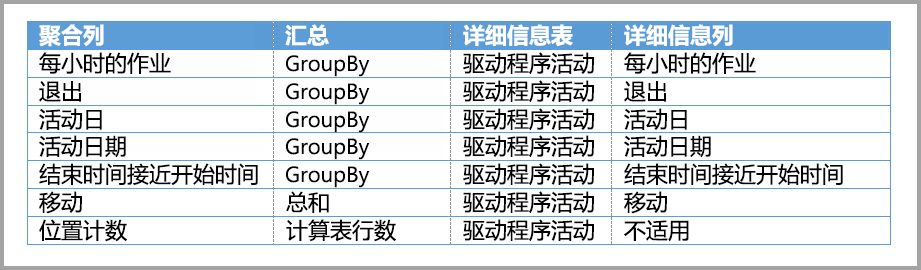 聚合列 汇总 详细信息表 详细信息列
每小时的作业 GroupBy 驱动程序活动 每小时的作业
退出 GroupBy 驱动程序活动 退出
活动日 GroupBy 驱动程序活动 活动日
活动日期 GroupBy 驱动程序活动 活动日期
结束时间接近开始时间 GroupBy 驱动程序活动 结束时间接近开始时间
移动 总和 驱动程序活动 移动
位置计数 计算表行数 驱动程序活动 不适用